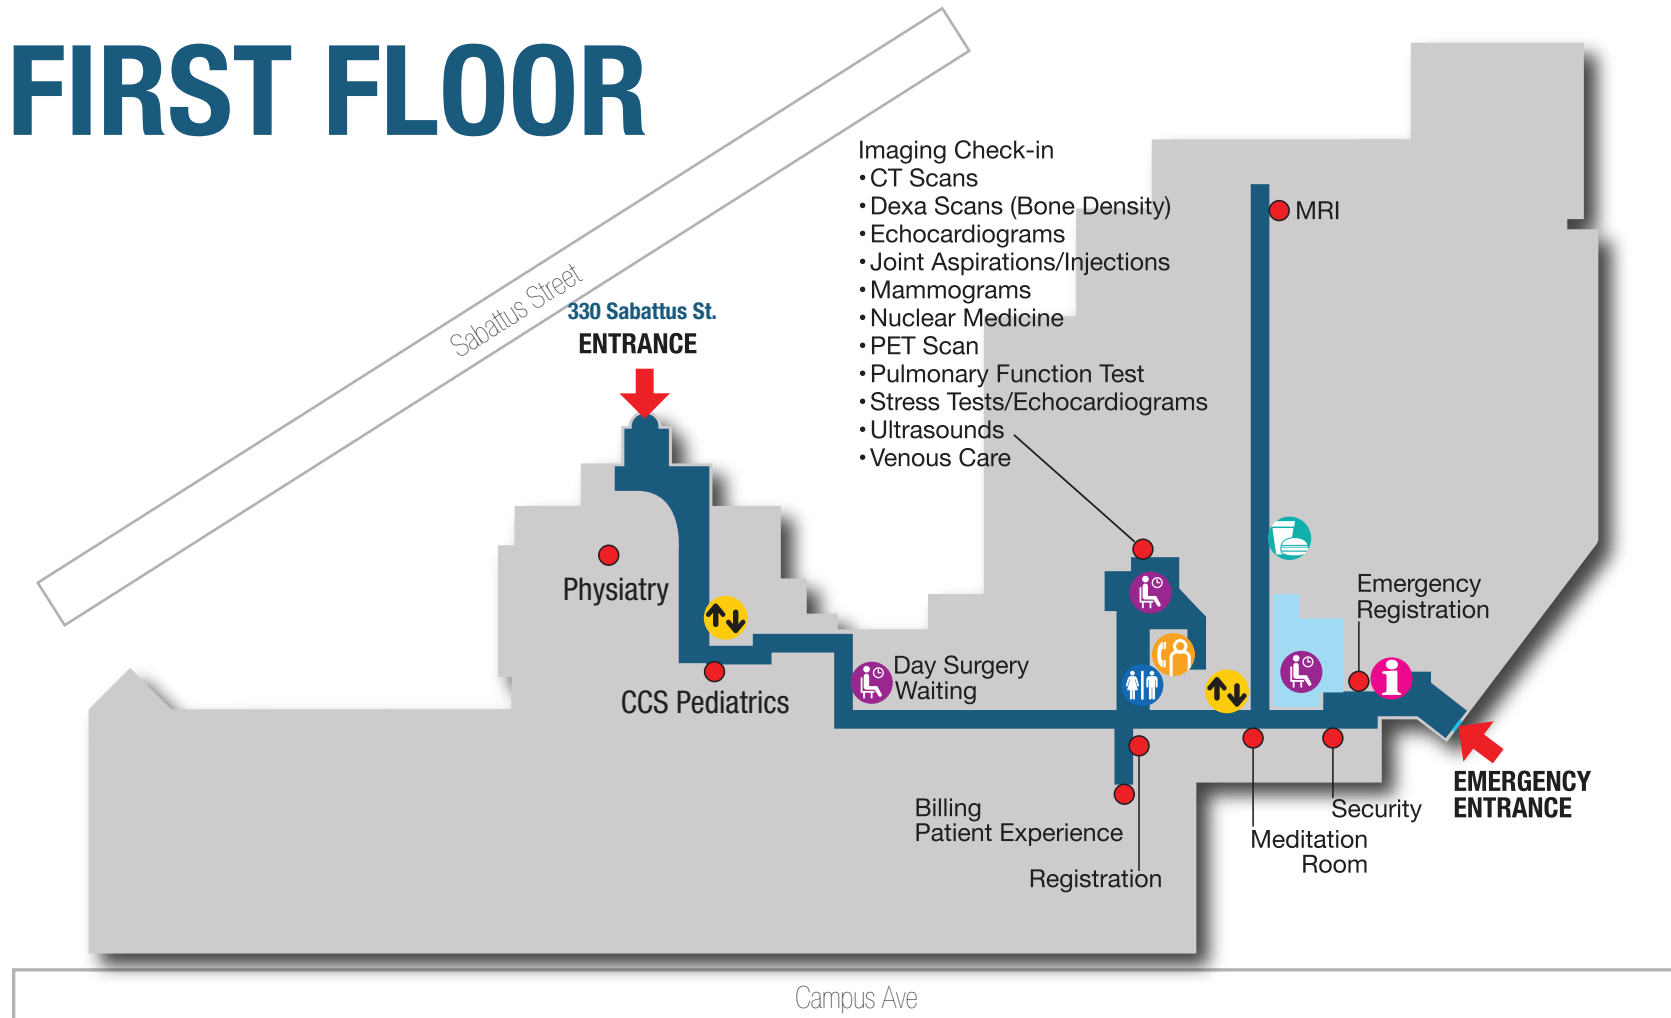 FIRST FLOOR
Sabattus Street
330 Sabattus St.
ENTRANCE
Imaging Check-in
• CT Scans
• Dexa Scans (Bone Density)
• Echocardiograms
• Joint Aspirations/Injections
• Mammograms
• Nuclear Medicine
• PET Scan
• Pulmonary Function Test
• Stress Tests/Echocardiograms
• Ultrasounds
• Venous Care
MRI
Physiatry
CCS Pediatrics
Day Surgery
Waiting
Emergency
Registration
i
EMERGENCY
ENTRANCE
Billing
Patient Experience
Registration
Security
Meditation
Room
Campus Ave